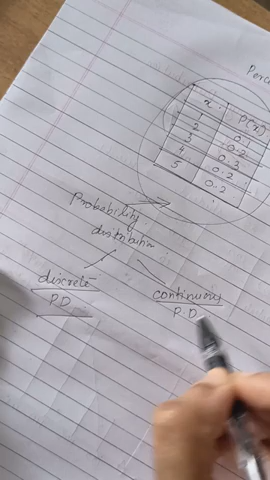 x P(x)
1 0.1
2 0.2
3 0.3
4 0.2
5 0.2
Probability
distribution
discrete
P.D
continuous
P.D